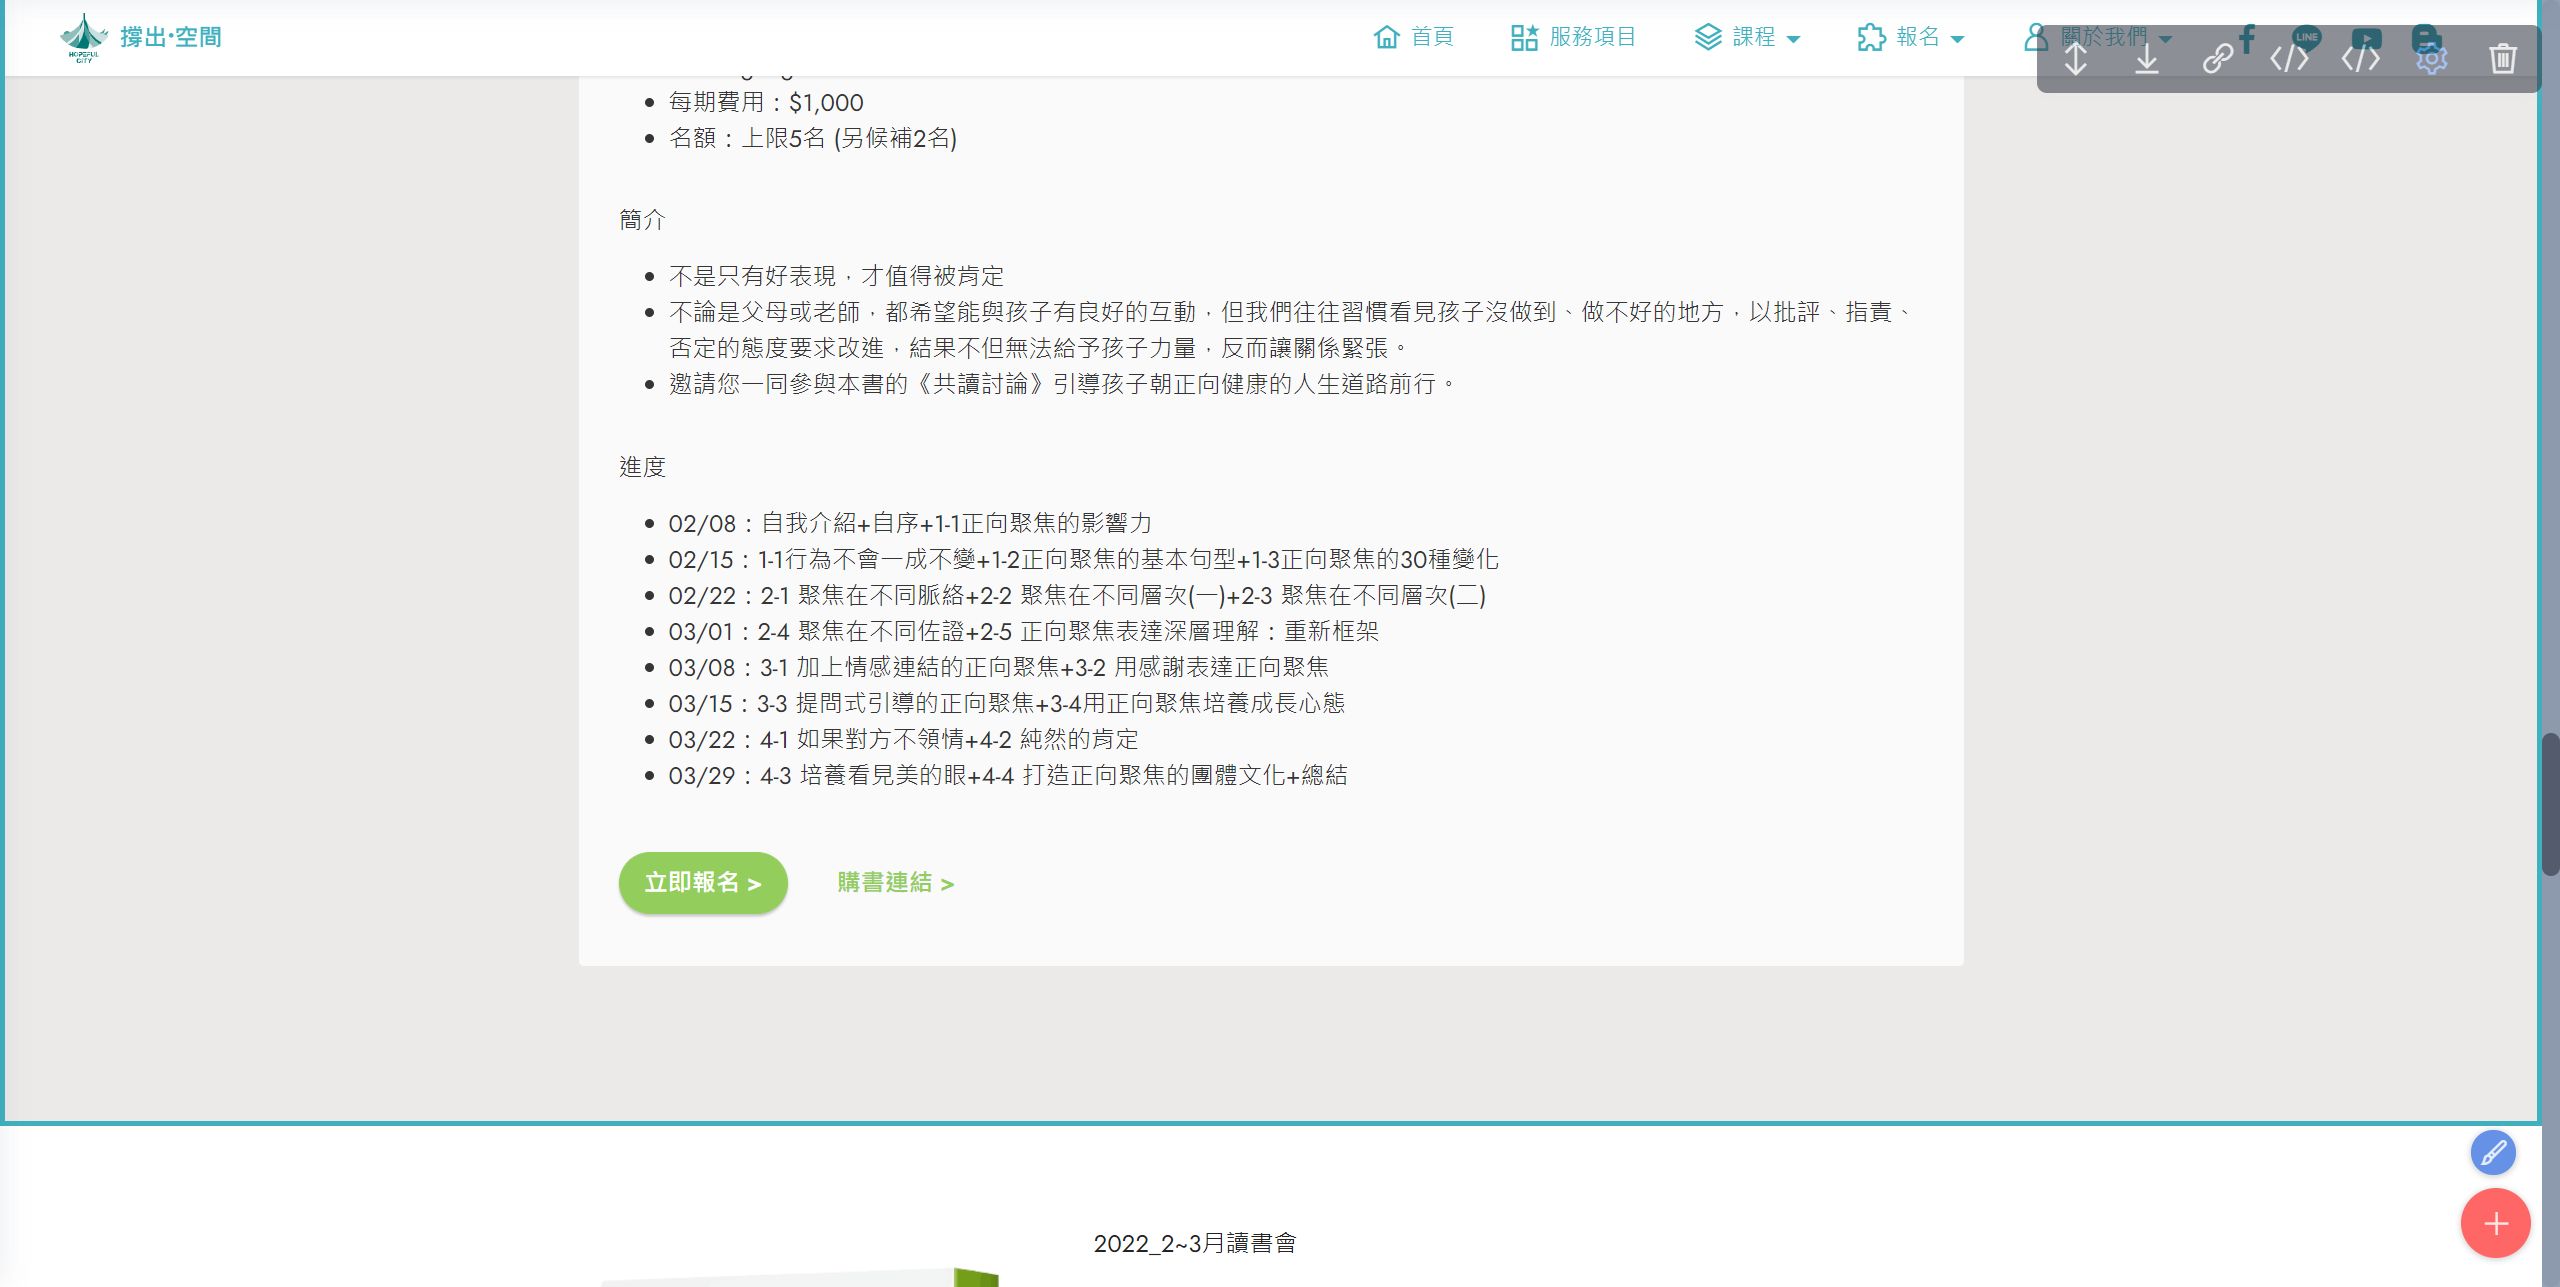 HOPEFUL
CITY
撐出·空間
首頁
服務項目
課程
報名
關於我們
LINE
每期費用：$1,000
名額：上限5名 (另候補2名)
簡介
不是只有好表現，才值得被肯定
不論是父母或老師，都希望能與孩子有良好的互動，但我們往往習慣看見孩子沒做到、做不好的地方，以批評、指責、
否定的態度要求改進，結果不但無法給予孩子力量，反而讓關係緊張。
邀請您一同參與本書的《共讀討論》引導孩子朝正向健康的人生道路前行。
進度
02/08：自我介紹+自序+1-1正向聚焦的影響力
02/15：1-1行為不會一成不變+1-2正向聚焦的基本句型+1-3正向聚焦的30種變化
02/22：2-1 聚焦在不同脈絡+2-2 聚焦在不同層次(一)+2-3 聚焦在不同層次(二)
03/01：2-4 聚焦在不同佐證+2-5 正向聚焦表達深層理解：重新框架
03/08：3-1 加上情感連結的正向聚焦+3-2 用感謝表達正向聚焦
03/15：3-3 提問式引導的正向聚焦+3-4用正向聚焦培養成長心態
03/22：4-1 如果對方不領情+4-2 純然的肯定
03/29：4-3 培養看見美的眼+4-4 打造正向聚焦的團體文化+總結
立即報名 >
購書連結 >
2022_2~3月讀書會